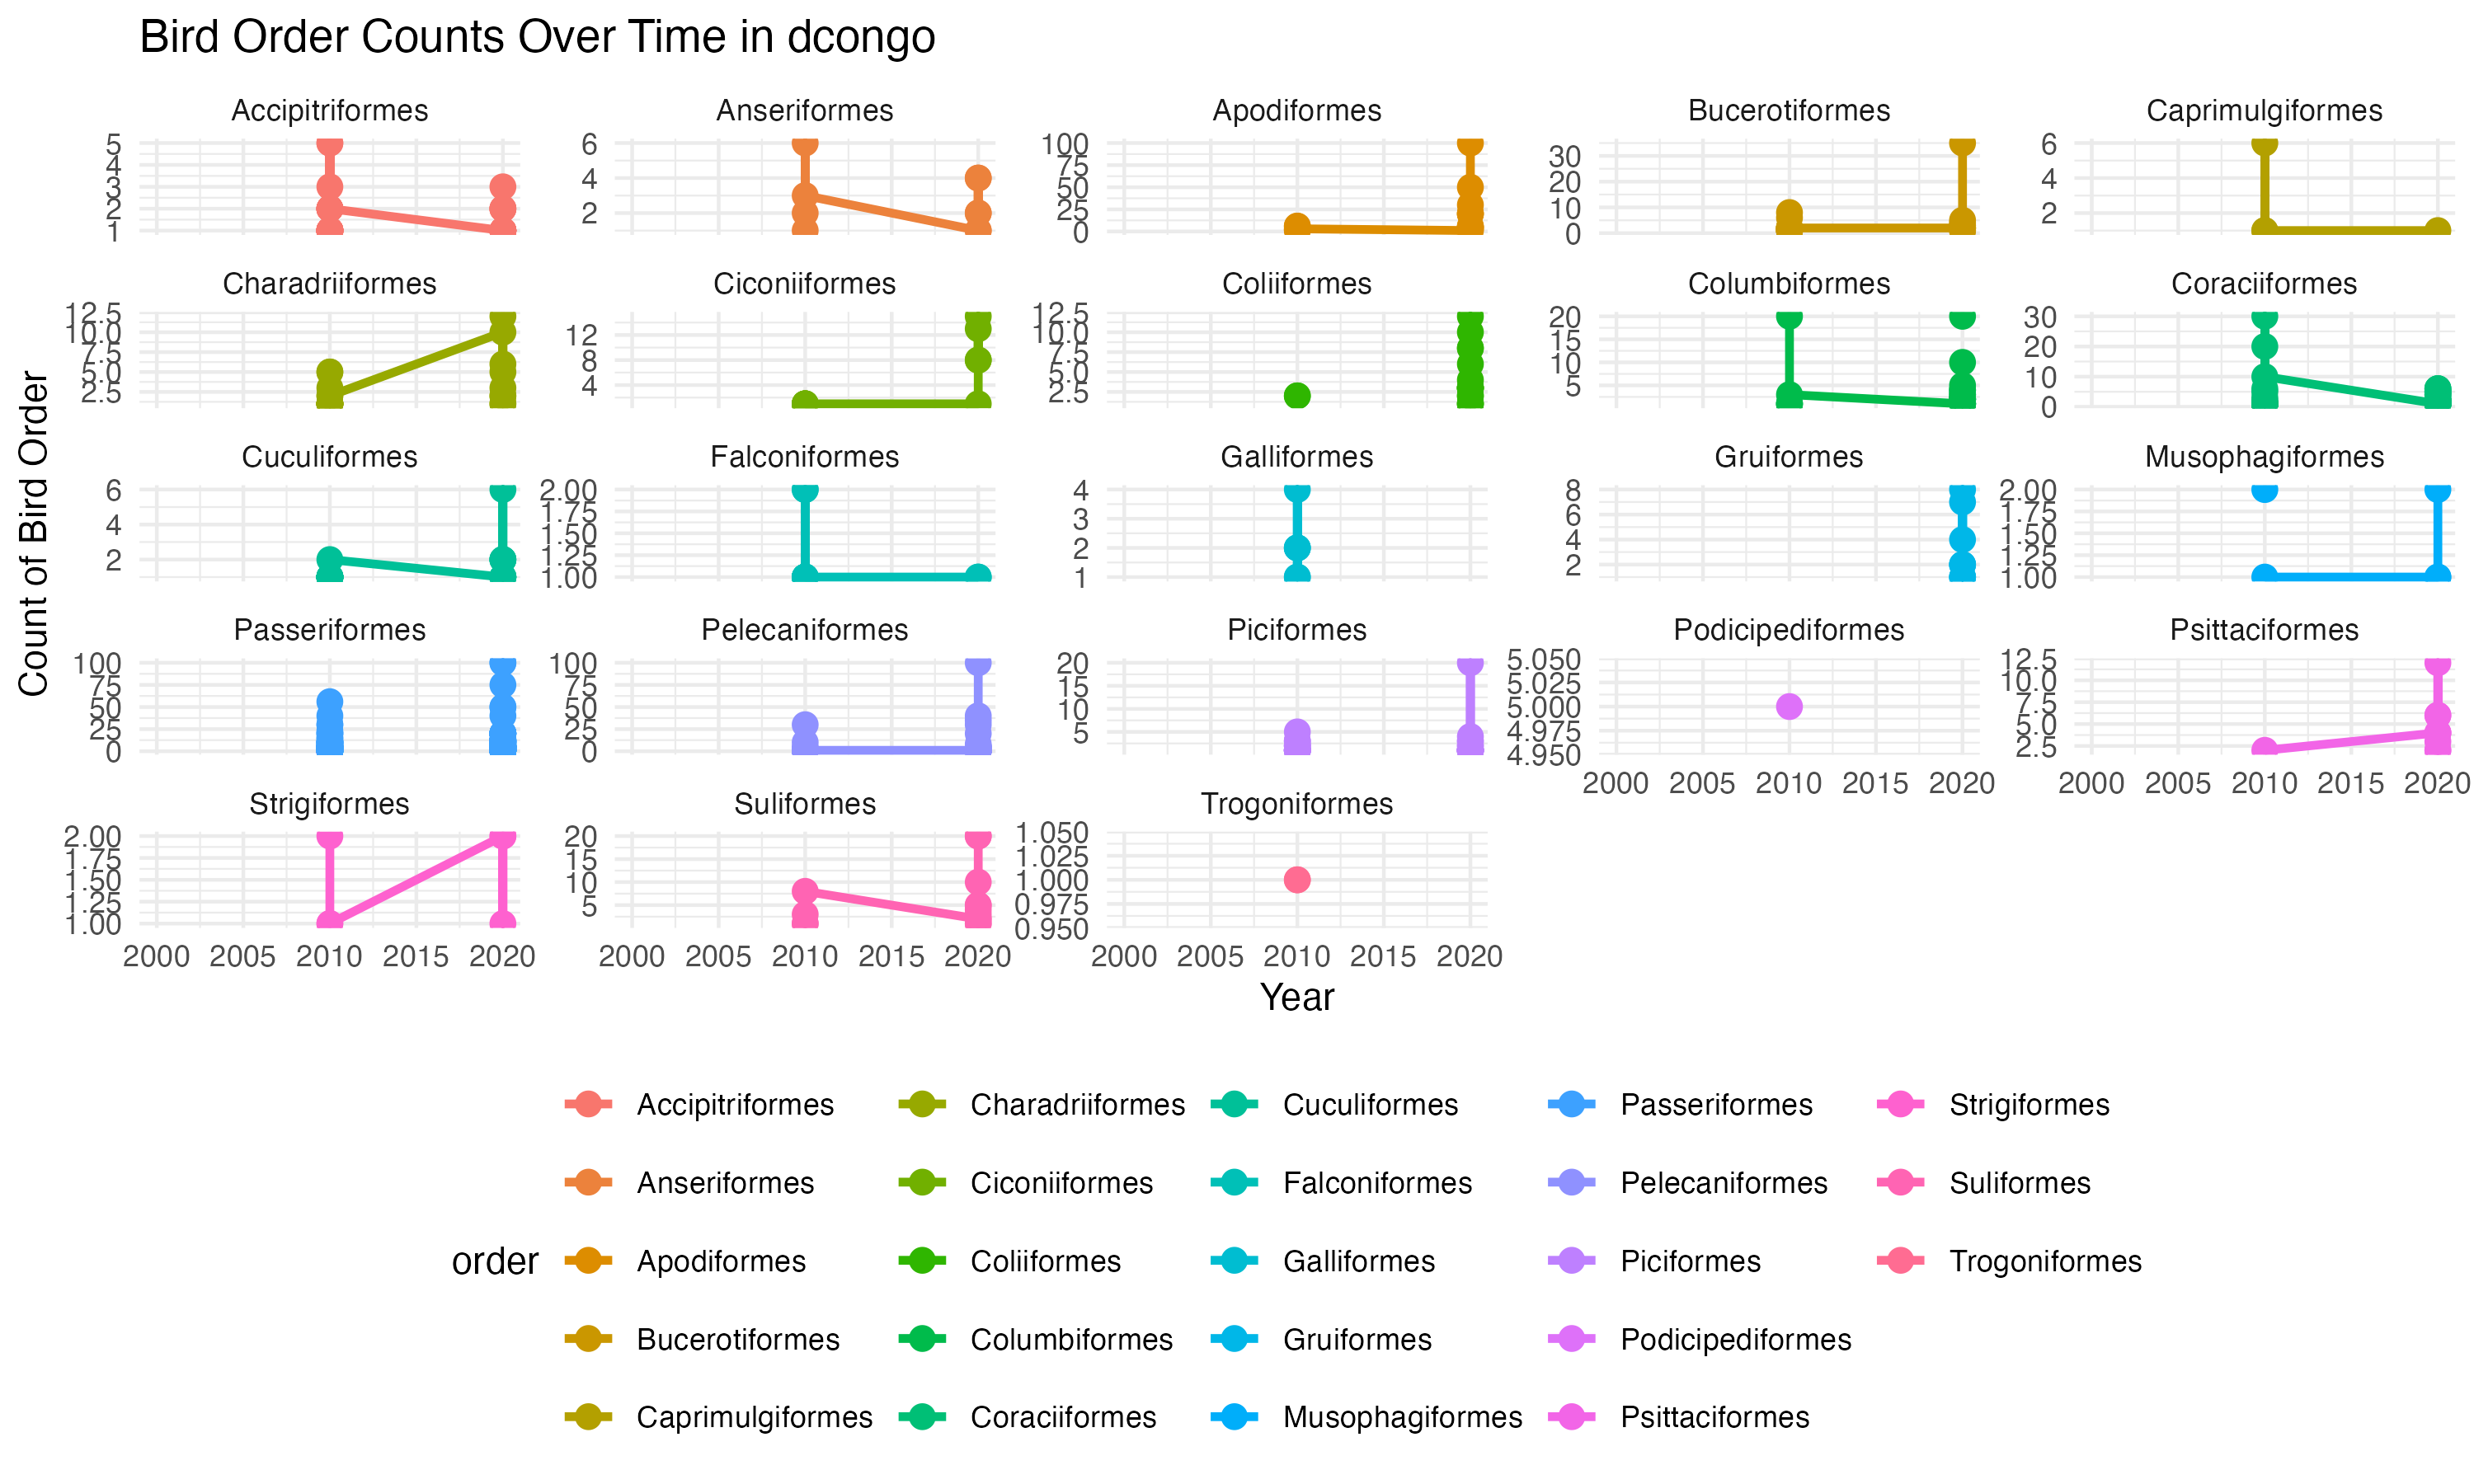 Bird Order Counts Over Time in dcongo
Accipitriformes Anseriformes Apodiformes Bucerotiformes Caprimulgiformes
5 4 3 2 1
6 4 2
100 75 50 25 0
30 20 10 0
6 4 2
Charadriiformes Ciconiiformes Coliiformes Columbiformes Coraciiformes
12.5 10.0 7.5 5.0 2.5
12 8 4
12.5 10.0 7.5 5.0 2.5
20 15 10 5
30 20 10 0
Cuculiformes Falconiformes Galliformes Gruiformes Musophagiformes
6 4 2
2.00 1.75 1.50 1.25 1.00
4 3 2 1
8 6 4 2
2.00 1.75 1.50 1.25 1.00
Passeriformes Pelecaniformes Piciformes Podicipediformes Psittaciformes
100 75 50 25 0
100 75 50 25 0
20 15 10 5
5.050 5.025 5.000 4.975 4.950
12.5 10.0 7.5 5.0 2.5
2000 2005 2010 2015 2020 2000 2005 2010 2015 2020
Strigiformes Suliformes Trogoniformes
2.00 1.75 1.50 1.25 1.00
20 15 10 5
1.050 1.025 1.000 0.975 0.950
2000 2005 2010 2015 2020 2000 2005 2010 2015 2020 2000 2005 2010 2015 2020
Count of Bird Order
Year
order
Accipitriformes Charadriiformes Cuculiformes Passeriformes Strigiformes
Anseriformes Ciconiiformes Falconiformes Pelecaniformes Suliformes
Apodiformes Coliiformes Galliformes Piciformes Trogoniformes
Bucerotiformes Columbiformes Gruiformes Podicipediformes
Caprimulgiformes Coraciiformes Musophagiformes Psittaciformes